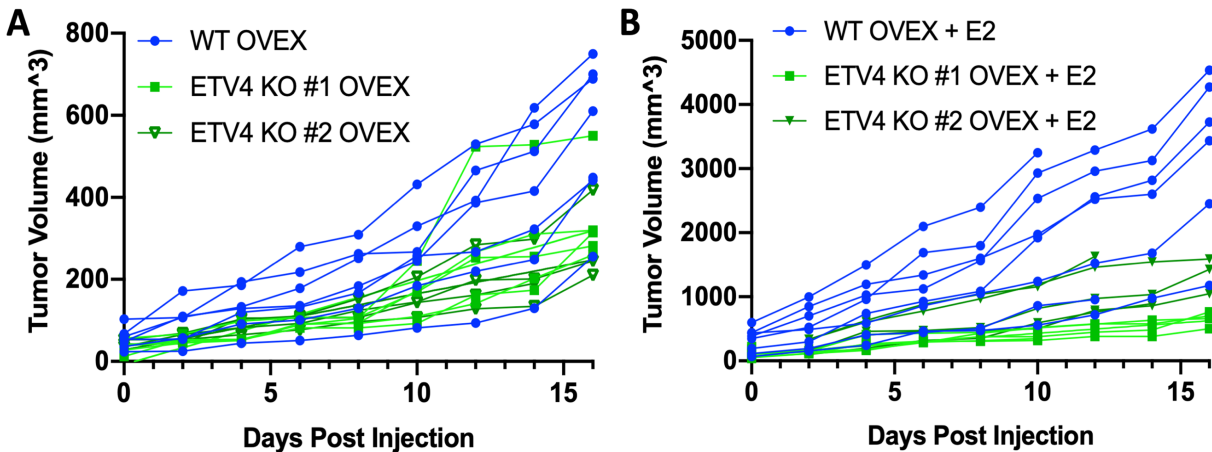 A
Tumor Volume (mm^3)
800
600
400
200
0
WT OVEX
ETV4 KO #1 OVEX
ETV4 KO #2 OVEX
0
5
10
15
Days Post Injection
B
Tumor Volume (mm^3)
5000
4000
3000
2000
1000
0
WT OVEX + E2
ETV4 KO #1 OVEX + E2
ETV4 KO #2 OVEX + E2
0
5
10
15
Days Post Injection